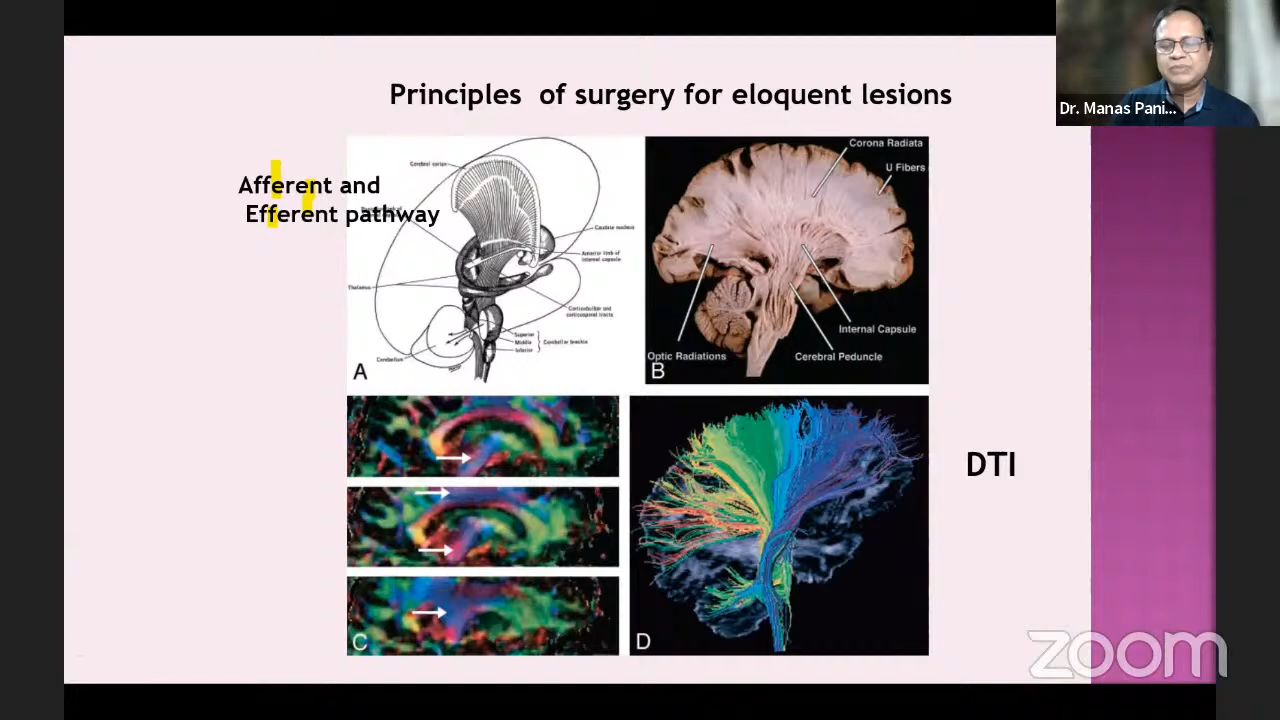 Dr. Manas Pani...
Principles of surgery for eloquent lesions
Afferent and
Efferent pathway
Cerebral cortex
Caudate nucleus
Anterior limb of
internal capsule
Thalamus
Corticobulbar and
corticospinal tracts
Superior
Middle
Inferior
Cerebellar brachia
Cerebellum
A
Corona Radiata
U Fibers
Internal Capsule
Optic Radiations
Cerebral Peduncle
B
C
D
DTI
zoom